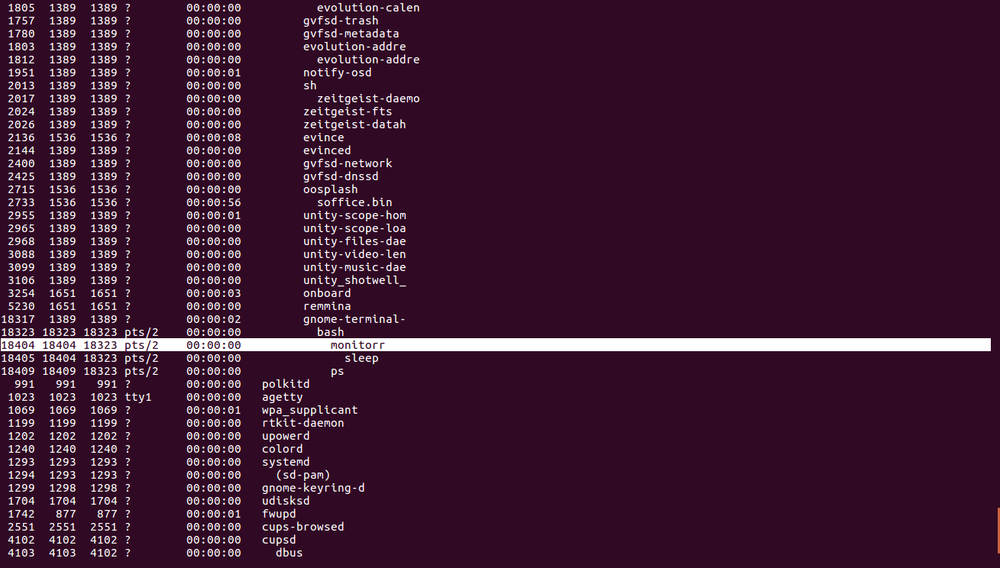 1805 1389 1389 ? 00:00:00 evolution-calen
1757 1389 1389 ? 00:00:00 gvfsd-trash
1780 1389 1389 ? 00:00:00 gvfsd-metadata
1803 1389 1389 ? 00:00:00 evolution-addre
1812 1389 1389 ? 00:00:00 evolution-addre
1951 1389 1389 ? 00:00:01 notify-osd
2013 1389 1389 ? 00:00:00 sh
2017 1389 1389 ? 00:00:00 zeitgeist-daemo
2024 1389 1389 ? 00:00:00 zeitgeist-fts
2026 1389 1389 ? 00:00:00 zeitgeist-datah
2136 1536 1536 ? 00:00:08 evince
2144 1389 1389 ? 00:00:00 evinced
2400 1389 1389 ? 00:00:00 gvfsd-network
2425 1389 1389 ? 00:00:00 gvfsd-dnssd
2715 1536 1536 ? 00:00:00 oosplash
2733 1536 1536 ? 00:00:56 soffice.bin
2955 1389 1389 ? 00:00:01 unity-scope-hom
2965 1389 1389 ? 00:00:00 unity-scope-loa
2968 1389 1389 ? 00:00:00 unity-files-dae
3088 1389 1389 ? 00:00:00 unity-video-len
3099 1389 1389 ? 00:00:00 unity-music-dae
3106 1389 1389 ? 00:00:00 unity_shotwell_
3254 1651 1651 ? 00:00:03 onboard
5230 1651 1651 ? 00:00:00 remmina
18317 1389 1389 ? 00:00:02 gnome-terminal-
18323 18323 18323 pts/2 00:00:00 bash
18404 18404 18323 pts/2 00:00:00 monitorr
18405 18404 18323 pts/2 00:00:00 sleep
18409 18409 18323 pts/2 00:00:00 ps
991 991 991 ? 00:00:00 polkitd
1023 1023 1023 tty1 00:00:00 agetty
1069 1069 1069 ? 00:00:01 wpa_supplicant
1199 1199 1199 ? 00:00:00 rtkit-daemon
1202 1202 1202 ? 00:00:00 upowerd
1240 1240 1240 ? 00:00:00 colord
1293 1293 1293 ? 00:00:00 systemd
1294 1293 1293 ? 00:00:00 (sd-pam)
1299 1298 1298 ? 00:00:00 gnome-keyring-d
1704 1704 1704 ? 00:00:00 udisksd
1742 877 877 ? 00:00:01 fwupd
2551 2551 2551 ? 00:00:00 cups-browsed
4102 4102 4102 ? 00:00:00 cupsd
4103 4103 4102 ? 00:00:00 dbus